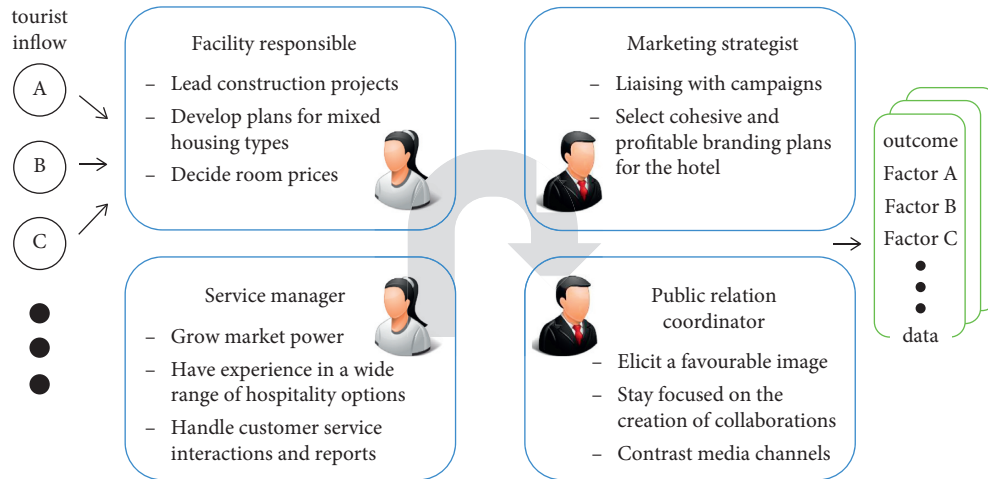 tourist
inflow
A
B
C
Facility responsible
– Lead construction projects
– Develop plans for mixed
housing types
– Decide room prices
Marketing strategist
– Liaising with campaigns
– Select cohesive and
profitable branding plans
for the hotel
Service manager
– Grow market power
– Have experience in a wide
range of hospitality options
– Handle customer service
interactions and reports
Public relation
coordinator
– Elicit a favourable image
– Stay focused on the
creation of collaborations
– Contrast media channels
outcome
Factor A
Factor B
Factor C
data